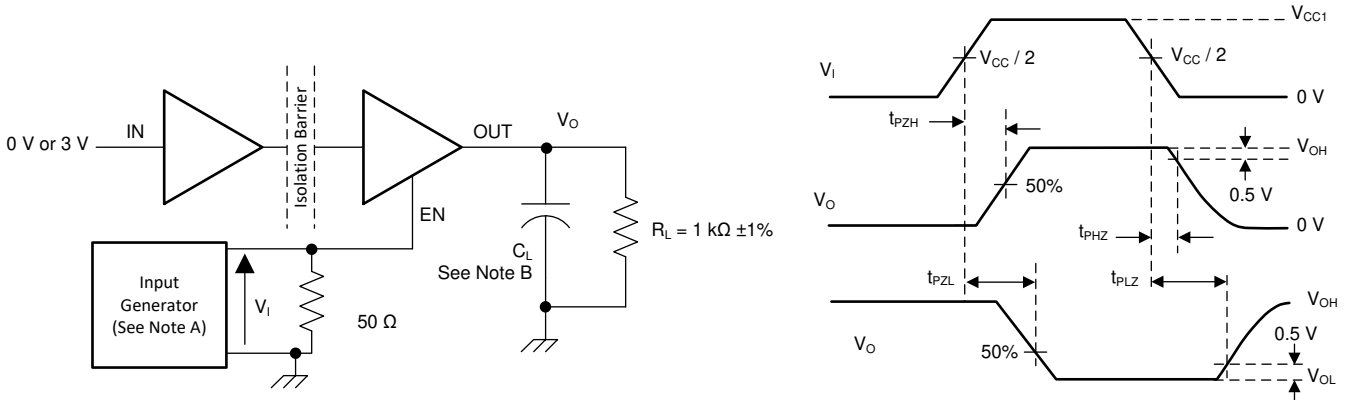 0 V or 3 V
IN
Isolation Barrier
OUT
VO
EN
CL
See Note B
RL = 1 kΩ ±1%
Input
Generator
(See Note A)
VI
50 Ω
VCC1
VI
VCC / 2
VCC / 2
0 V
tPZH
VOH
50%
0.5 V
VO
0 V
tPHZ
tPZL
tPLZ
VOH
0.5 V
VO
50%
VOL